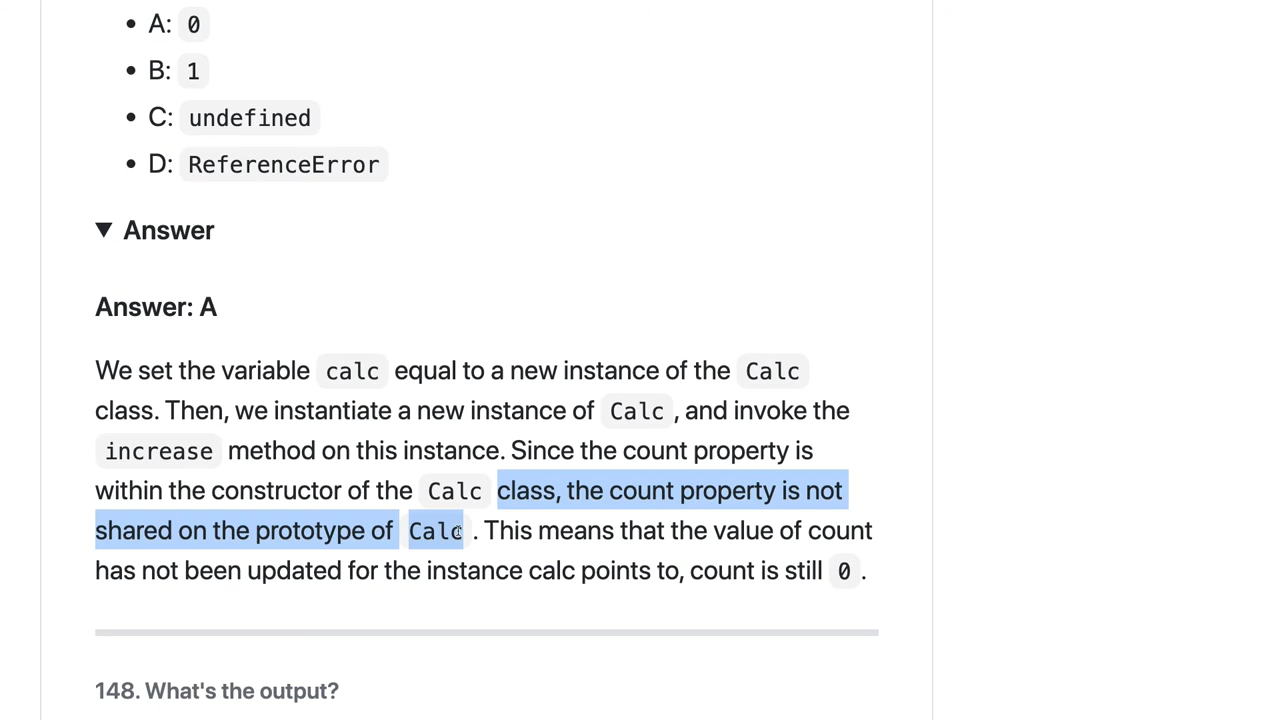 A: 0
B: 1
C: undefined
D: ReferenceError
▼ Answer
Answer: A
We set the variable calc equal to a new instance of the Calc
class. Then, we instantiate a new instance of Calc , and invoke the
increase method on this instance. Since the count property is
within the constructor of the Calc class, the count property is not
shared on the prototype of Calc . This means that the value of count
has not been updated for the instance calc points to, count is still 0 .
148. What's the output?